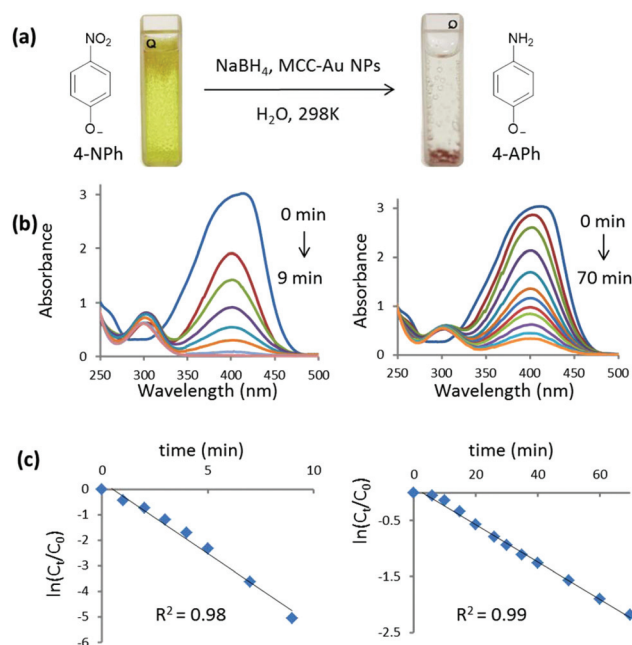 (a)
NO₂
O
−
4-NPh
NaBH₄, MCC-Au NPs
H₂O, 298K
NH₂
O
−
4-APh
(b)
Absorbance
3
2
1
0
250 300 350 400 450 500
Wavelength (nm)
0 min
9 min
Absorbance
3
2
1
0
250 300 350 400 450 500
Wavelength (nm)
0 min
70 min
(c)
time (min)
0 5 10
ln(Cₜ/C₀)
0
-1
-2
-3
-4
-5
-6
R² = 0.98
time (min)
0 20 40 60
ln(Cₜ/C₀)
-0.5
-1.5
-2.5
R² = 0.99